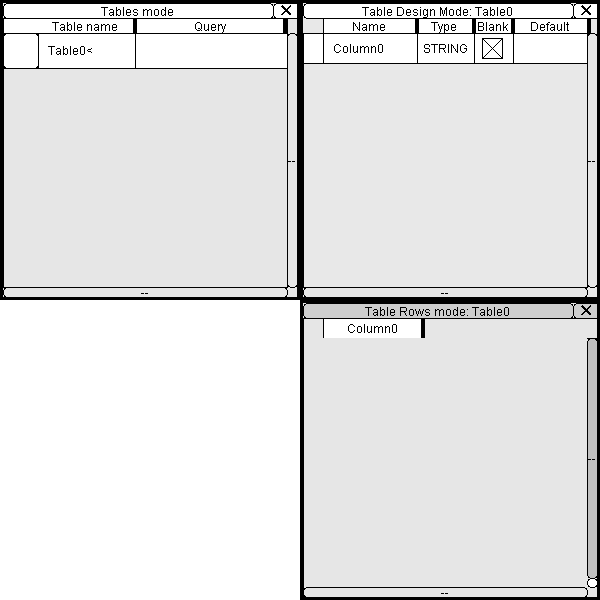 Tables mode
Table name Query
Table0<
--
--
Table Design Mode: Table0
Name Type Blank Default
Column0 STRING
--
--
Table Rows mode: Table0
Column0
--
--